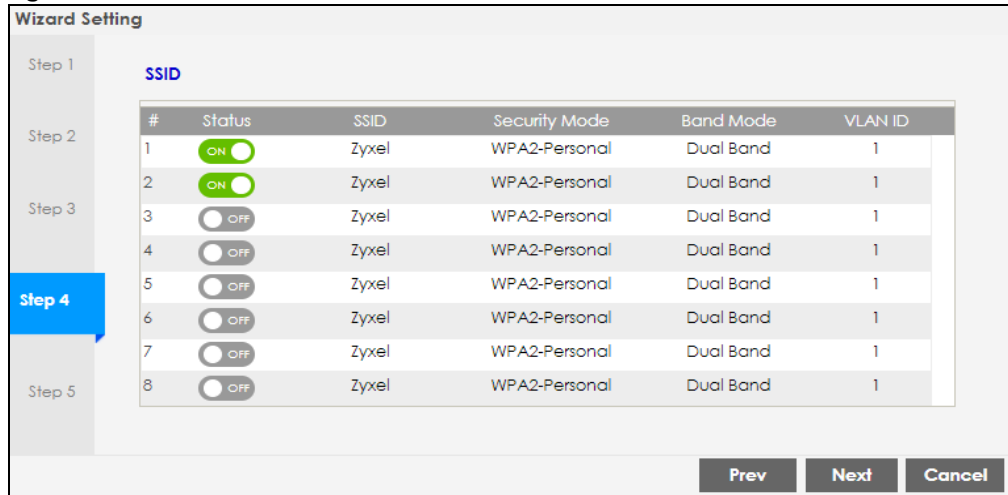 Wizard Setting
Step 1
Step 2
Step 3
Step 4
Step 5
SSID
# Status SSID Security Mode Band Mode VLAN ID
1 ON Zyxel WPA2-Personal Dual Band 1
2 ON Zyxel WPA2-Personal Dual Band 1
3 OFF Zyxel WPA2-Personal Dual Band 1
4 OFF Zyxel WPA2-Personal Dual Band 1
5 OFF Zyxel WPA2-Personal Dual Band 1
6 OFF Zyxel WPA2-Personal Dual Band 1
7 OFF Zyxel WPA2-Personal Dual Band 1
8 OFF Zyxel WPA2-Personal Dual Band 1
Prev Next Cancel